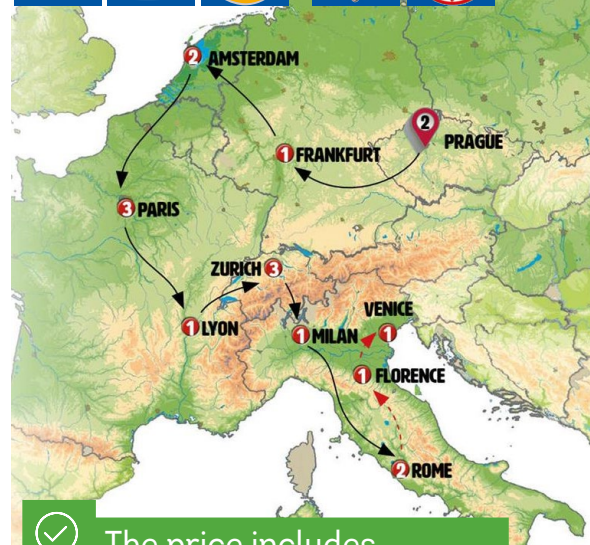 2 AMSTERDAM
2
PRAGUE
1 FRANKFURT
3 PARIS
ZURICH 3
VENICE
1 LYON
1 MILAN
1
1 FLORENCE
2 ROME
The price includes